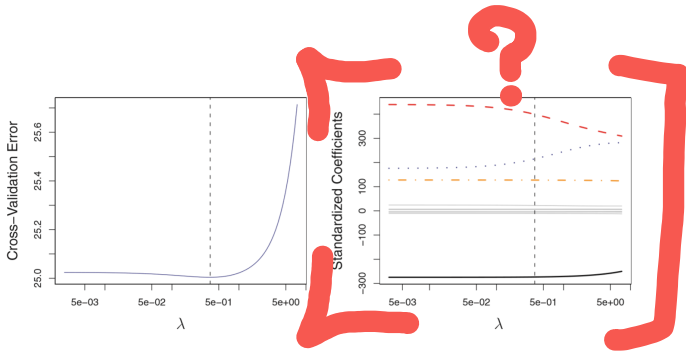 ?
Cross−Validation Error
25.0 25.2 25.4 25.6
5e−03 5e−02 5e−01 5e+00
λ
Standardized Coefficients
−300 −100 0 100 300
5e−03 5e−02 5e−01 5e+00
λ